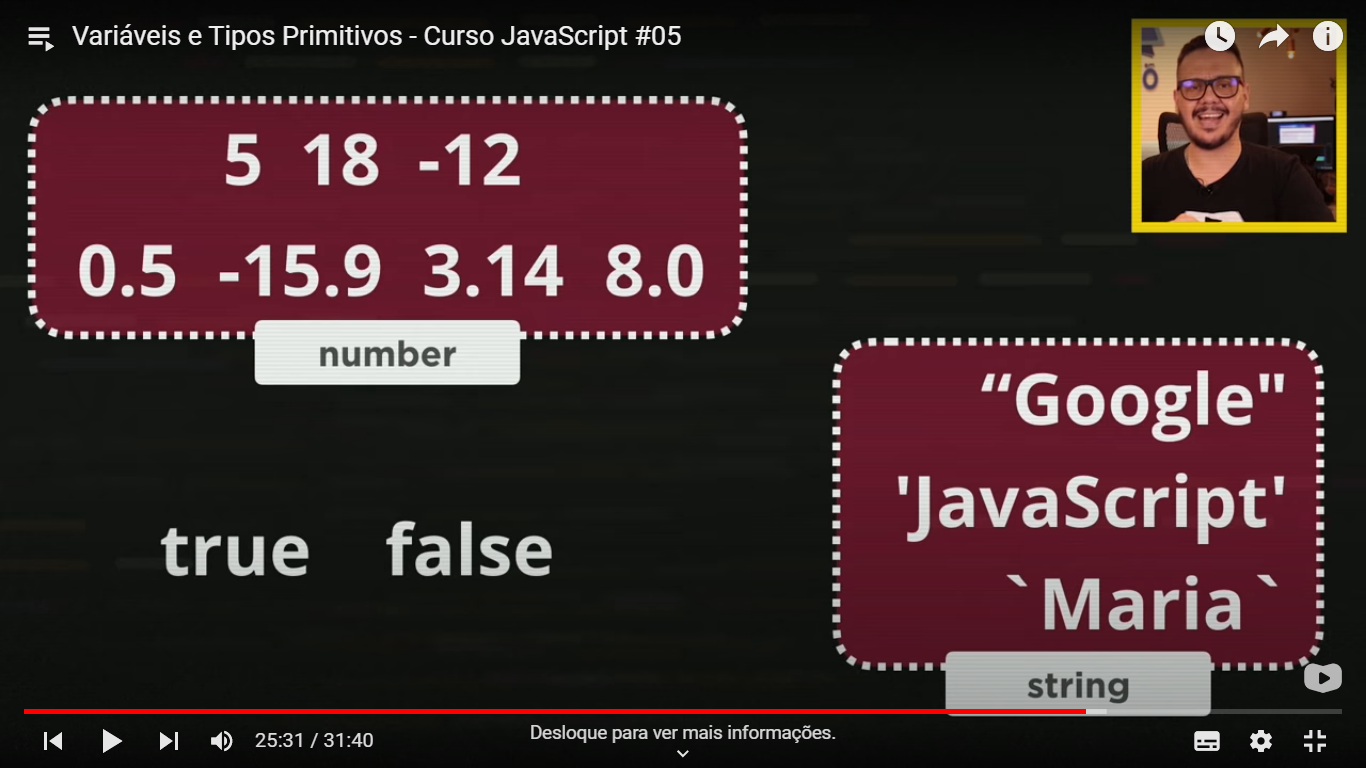 Variáveis e Tipos Primitivos - Curso JavaScript #05
5 18 -12
0.5 -15.9 3.14 8.0
number
“Google"
'JavaScript'
`Maria`
string
true false
25:31 / 31:40
Desloque para ver mais informações.